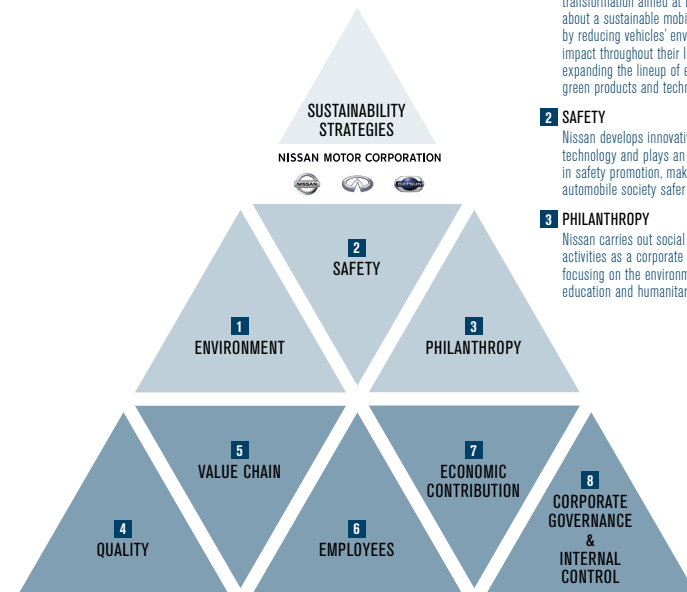 transformation aimed at
about a sustainable mobi
by reducing vehicles' env
impact throughout their l
expanding the lineup of e
green products and techn
SUSTAINABILITY
STRATEGIES
NISSAN MOTOR CORPORATION
NISSAN
DATSUN
2 SAFETY
Nissan develops innovati
technology and plays an
in safety promotion, mak
automobile society safer
3 PHILANTHROPY
Nissan carries out social
activities as a corporate
focusing on the environm
education and humanitar
2
SAFETY
1
ENVIRONMENT
3
PHILANTHROPY
5
VALUE CHAIN
7
ECONOMIC
CONTRIBUTION
4
QUALITY
6
EMPLOYEES
8
CORPORATE
GOVERNANCE
&
INTERNAL
CONTROL